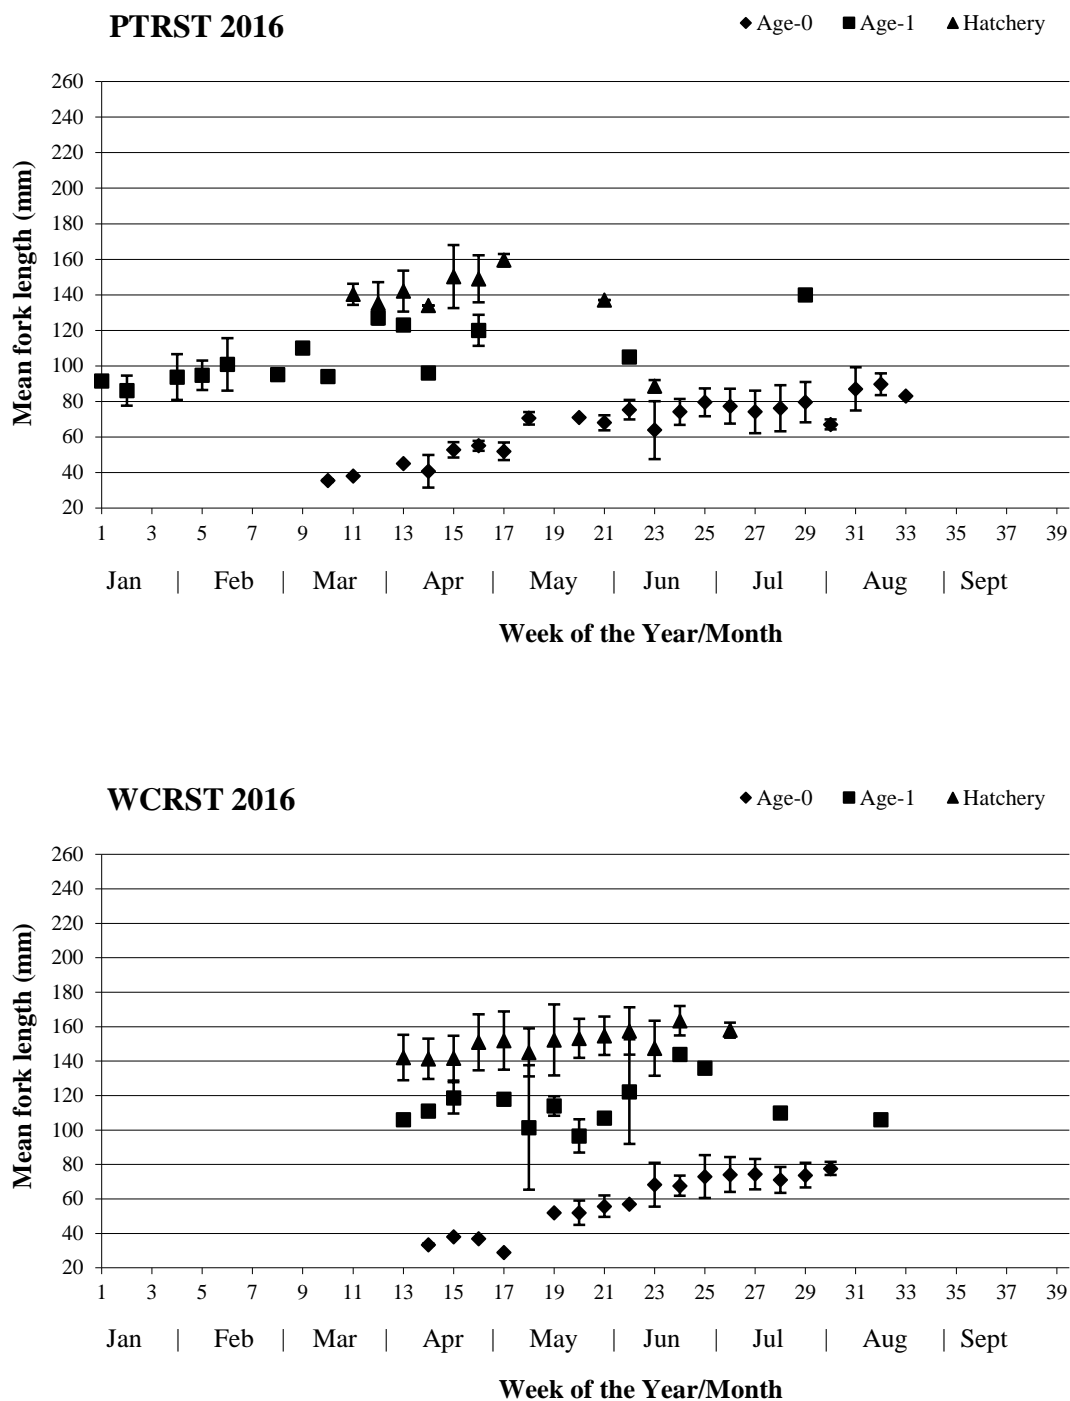 PTRST 2016
Age-0 Age-1 Hatchery
260
240
220
200
180
160
140
120
100
80
60
40
20
Mean fork length (mm)
1 3 5 7 9 11 13 15 17 19 21 23 25 27 29 31 33 35 37 39
Jan | Feb | Mar | Apr | May | Jun | Jul | Aug | Sept
Week of the Year/Month
WCRST 2016
Age-0 Age-1 Hatchery
260
240
220
200
180
160
140
120
100
80
60
40
20
Mean fork length (mm)
1 3 5 7 9 11 13 15 17 19 21 23 25 27 29 31 33 35 37 39
Jan | Feb | Mar | Apr | May | Jun | Jul | Aug | Sept
Week of the Year/Month